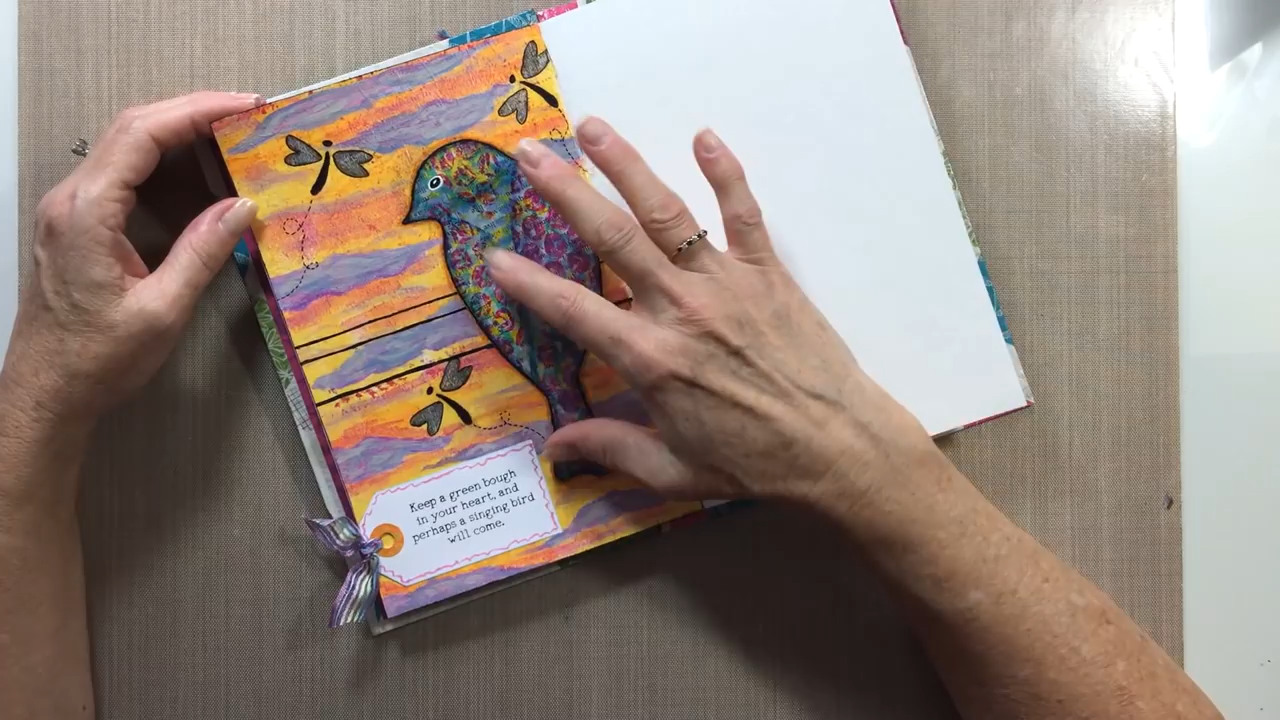 Keep a green bough
in your heart, and
perhaps a singing bird
will come.